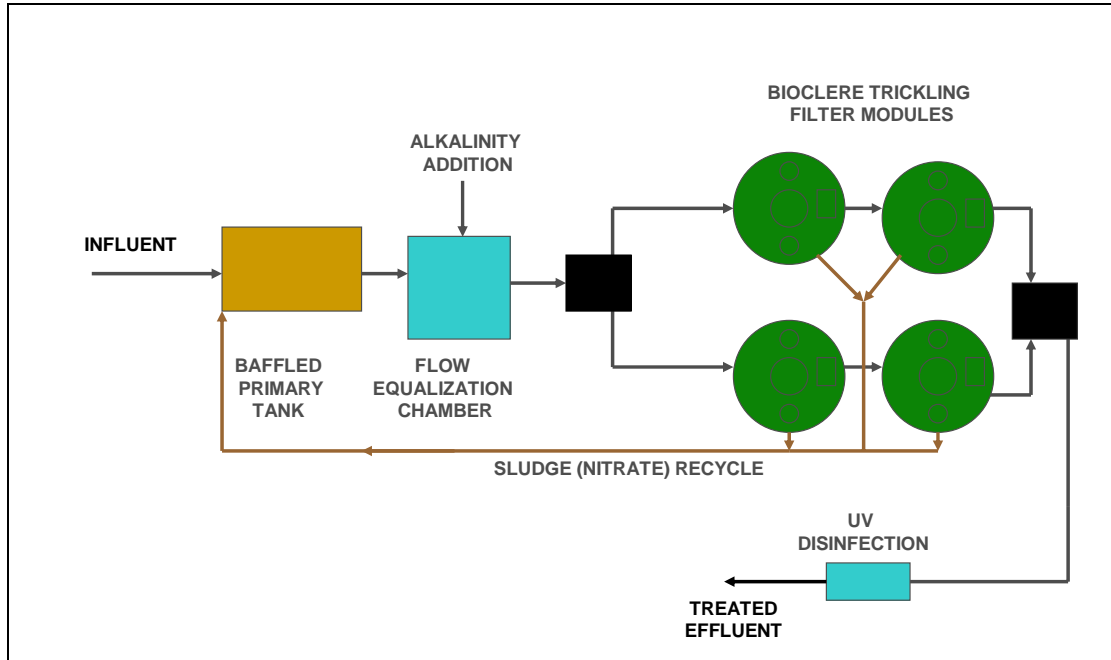 BIOCLERE TRICKLING
FILTER MODULES
ALKALINITY
ADDITION
INFLUENT
BAFFLED
PRIMARY
TANK
FLOW
EQUALIZATION
CHAMBER
SLUDGE (NITRATE) RECYCLE
UV
DISINFECTION
TREATED
EFFLUENT